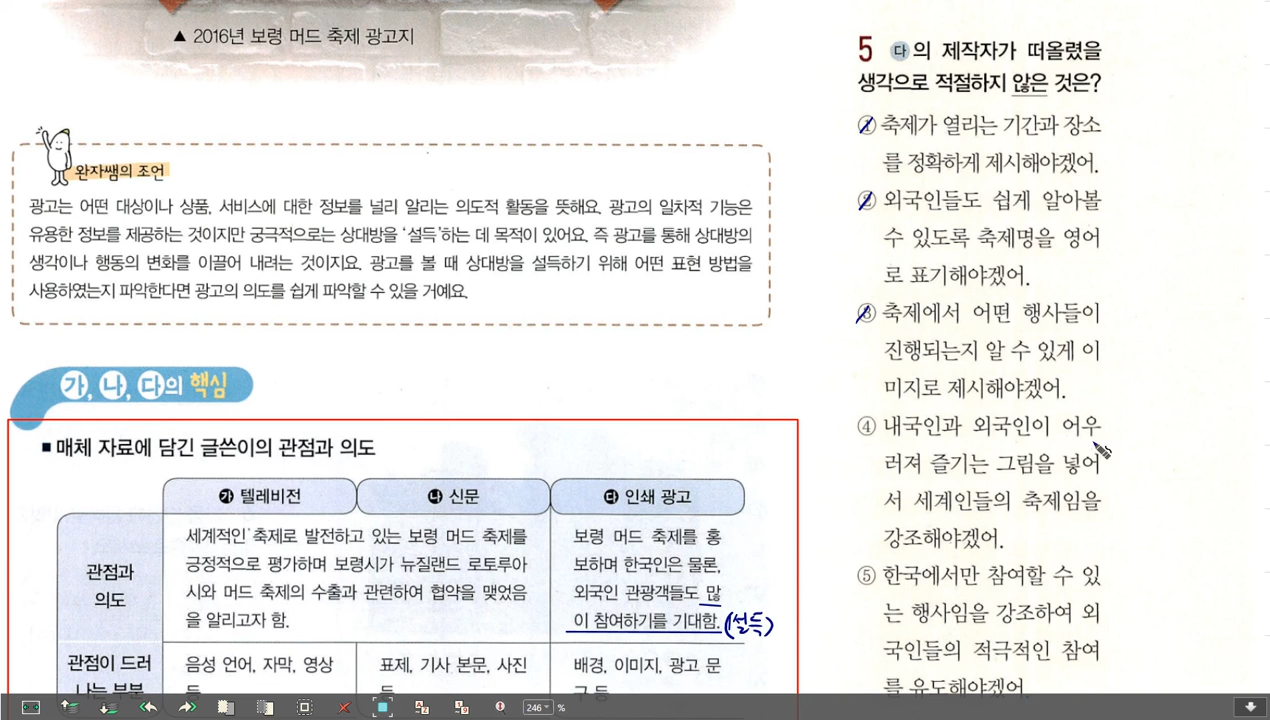 ▲ 2016년 보령 머드 축제 광고지
완자쌤의 조언
광고는 어떤 대상이나 상품, 서비스에 대한 정보를 널리 알리는 의도적 활동을 뜻해요. 광고의 일차적 기능은
유용한 정보를 제공하는 것이지만 궁극적으로는 상대방을 '설득'하는 데 목적이 있어요. 즉 광고를 통해 상대방의
생각이나 행동의 변화를 이끌어 내려는 것이지요. 광고를 볼 때 상대방을 설득하기 위해 어떤 표현 방법을
사용하였는지 파악한다면 광고의 의도를 쉽게 파악할 수 있을 거예요.
가, 나, 다의 핵심
■ 매체 자료에 담긴 글쓴이의 관점과 의도
㉮ 텔레비전
㉯ 신문
㉰ 인쇄 광고
관점과
의도
세계적인 축제로 발전하고 있는 보령 머드 축제를
긍정적으로 평가하며 보령시가 뉴질랜드 로토루아
시와 머드 축제의 수출과 관련하여 협약을 맺었음
을 알리고자 함.
보령 머드 축제를 홍
보하며 한국인은 물론,
외국인 관광객들도 많
이 참여하기를 기대함. (설득)
관점이 드러
나는 부분
음성 언어, 자막, 영상
등
표제, 기사 본문, 사진
등
배경, 이미지, 광고 문
구 등
5 다의 제작자가 떠올렸을
생각으로 적절하지 않은 것은?
① 축제가 열리는 기간과 장소
를 정확하게 제시해야겠어.
② 외국인들도 쉽게 알아볼
수 있도록 축제명을 영어
로 표기해야겠어.
③ 축제에서 어떤 행사들이
진행되는지 알 수 있게 이
미지로 제시해야겠어.
④ 내국인과 외국인이 어우
러져 즐기는 그림을 넣어
서 세계인들의 축제임을
강조해야겠어.
⑤ 한국에서만 참여할 수 있
는 행사임을 강조하여 외
국인들의 적극적인 참여
를 유도해야겠어.
246 %